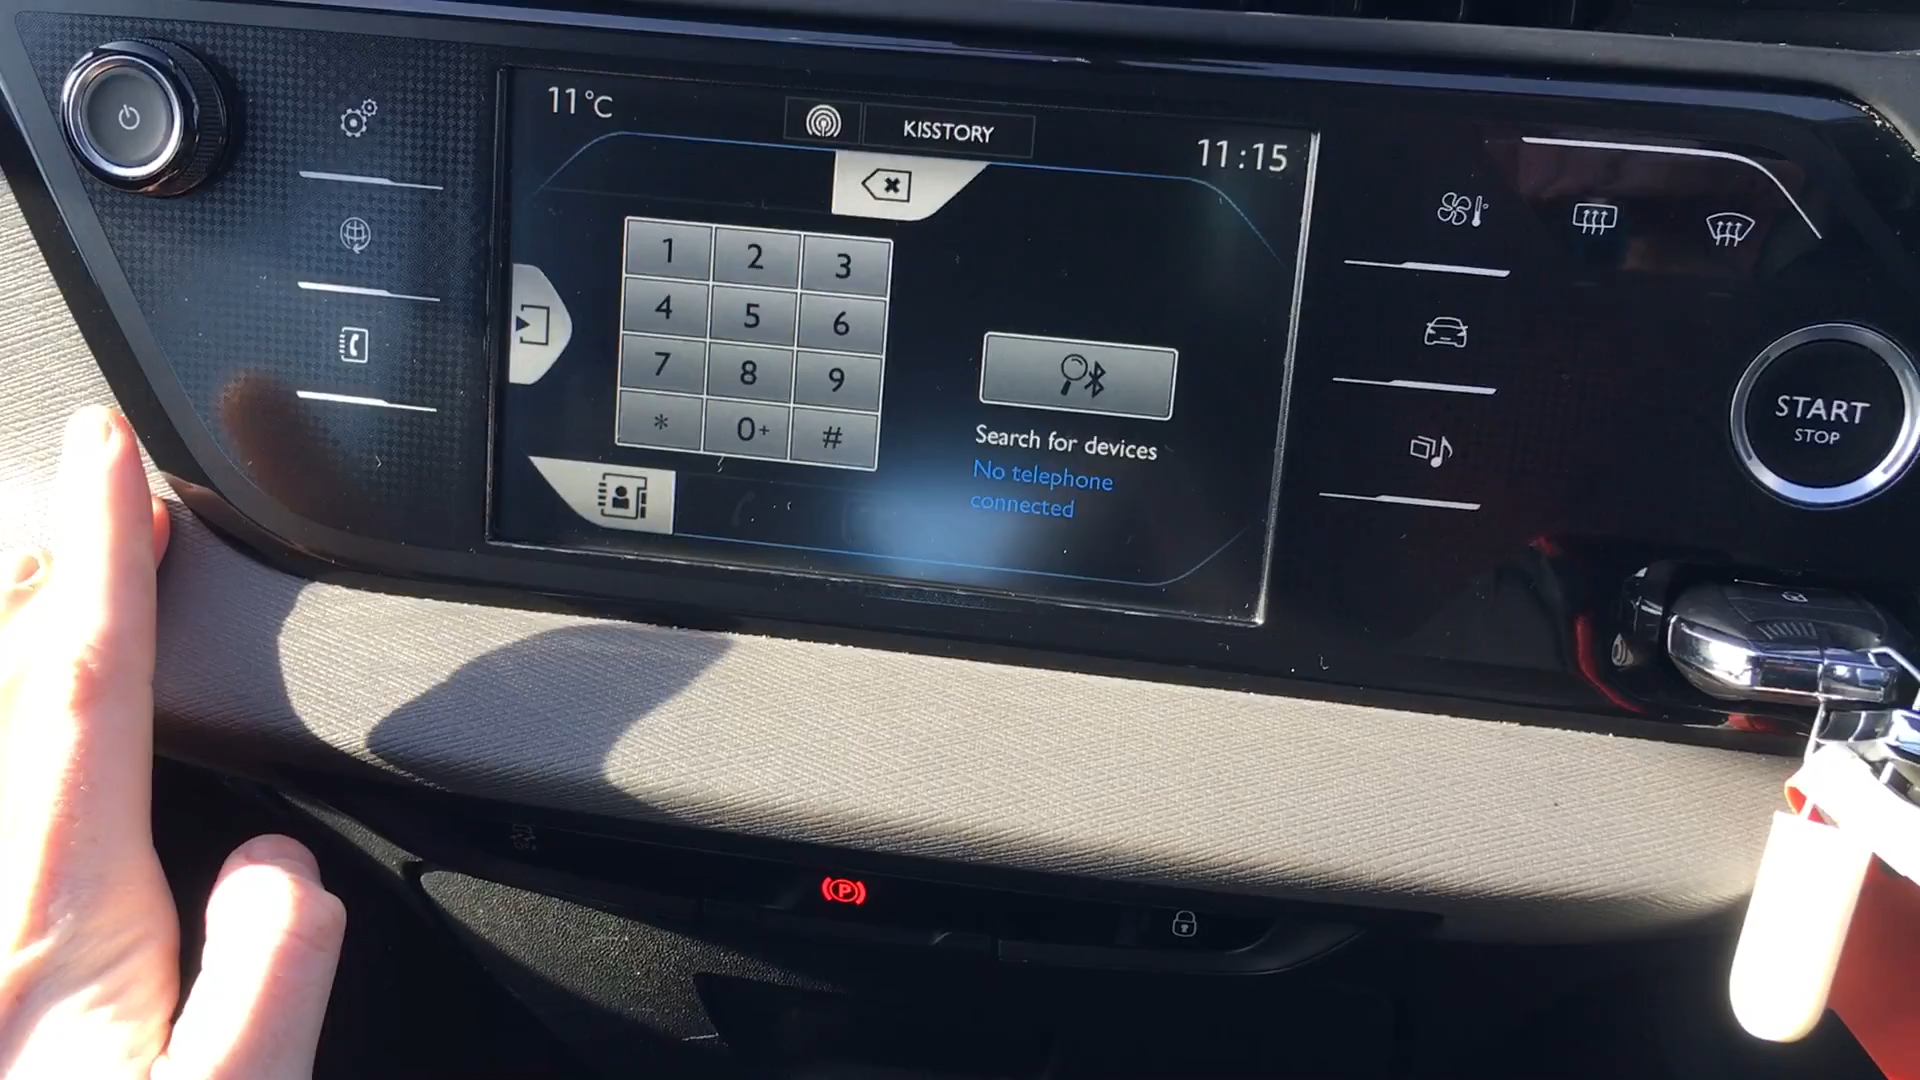 11°C
KISSTORY
11:15
1 2 3
4 5 6
7 8 9
* 0+ #
Search for devices
No telephone
connected
START
STOP
P